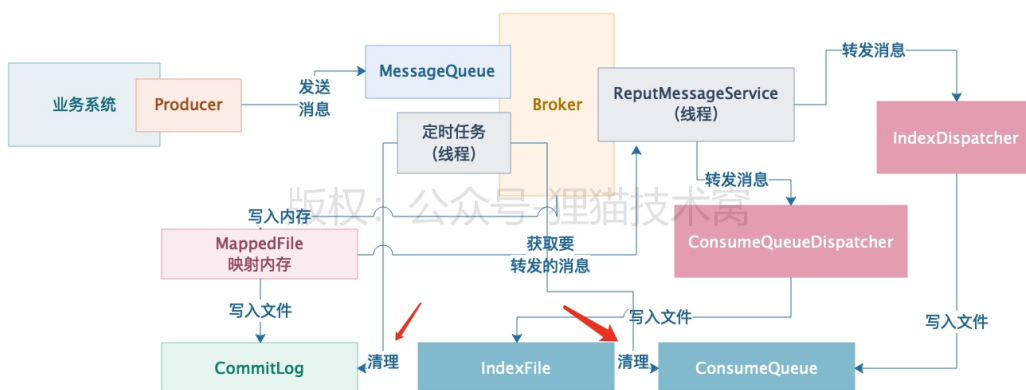 转发消息
业务系统
Producer
发送
消息
MessageQueue
Broker
ReputMessageService
（线程）
定时任务
（线程）
IndexDispatcher
转发消息
版权：公众号-狸猫技术窝
写入内存
MappedFile
映射内存
获取要
转发的消息
ConsumeQueueDispatcher
写入文件
写入文件
写入文件
清理
清理
CommitLog
IndexFile
ConsumeQueue